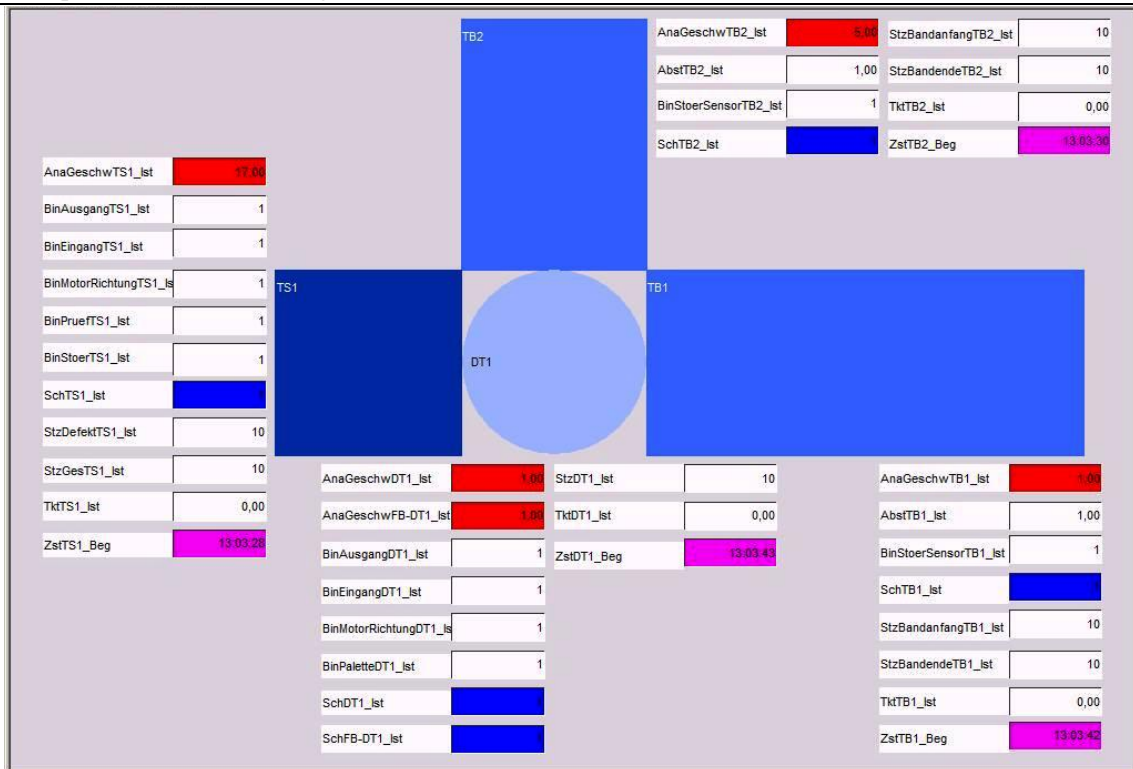 TB2
AnaGeschwTB2_Ist 5,00 StzBandanfangTB2_Ist 10
AbstTB2_Ist 1,00 StzBandendeTB2_Ist 10
BinStoerSensorTB2_Ist 1 TktTB2_Ist 0,00
SchTB2_Ist ZstTB2_Beg 13:03:30
AnaGeschwTS1_Ist 17,00
BinAusgangTS1_Ist 1
BinEingangTS1_Ist 1
BinMotorRichtungTS1_Is 1
BinPruefTS1_Ist 1
BinStoerTS1_Ist 1
SchTS1_Ist
StzDefektTS1_Ist 10
StzGesTS1_Ist 10
TktTS1_Ist 0,00
ZstTS1_Beg 13:03:28
TS1
DT1
TB1
AnaGeschwDT1_Ist 1,00 StzDT1_Ist 10
AnaGeschwFB-DT1_Ist 1,00 TktDT1_Ist 0,00
BinAusgangDT1_Ist 1 ZstDT1_Beg 13:03:43
BinEingangDT1_Ist 1
BinMotorRichtungDT1_Is 1
BinPaletteDT1_Ist 1
SchDT1_Ist
SchFB-DT1_Ist
AnaGeschwTB1_Ist 1,00
AbstTB1_Ist 1,00
BinStoerSensorTB1_Ist 1
SchTB1_Ist
StzBandanfangTB1_Ist 10
StzBandendeTB1_Ist 10
TktTB1_Ist 0,00
ZstTB1_Beg 13:03:42